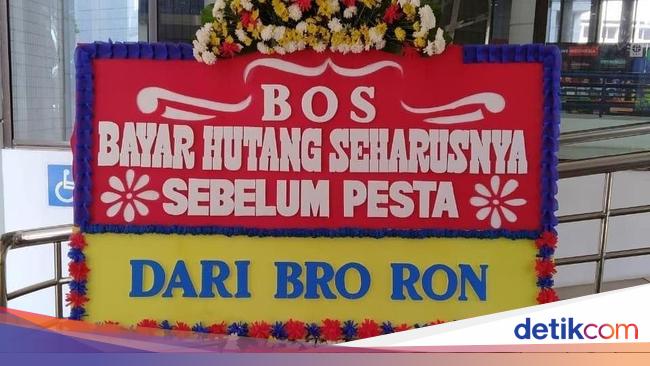 BOS
BAYAR HUTANG SEHARUSNYA
SEBELUM PESTA
DARI BRO RON
detikcom